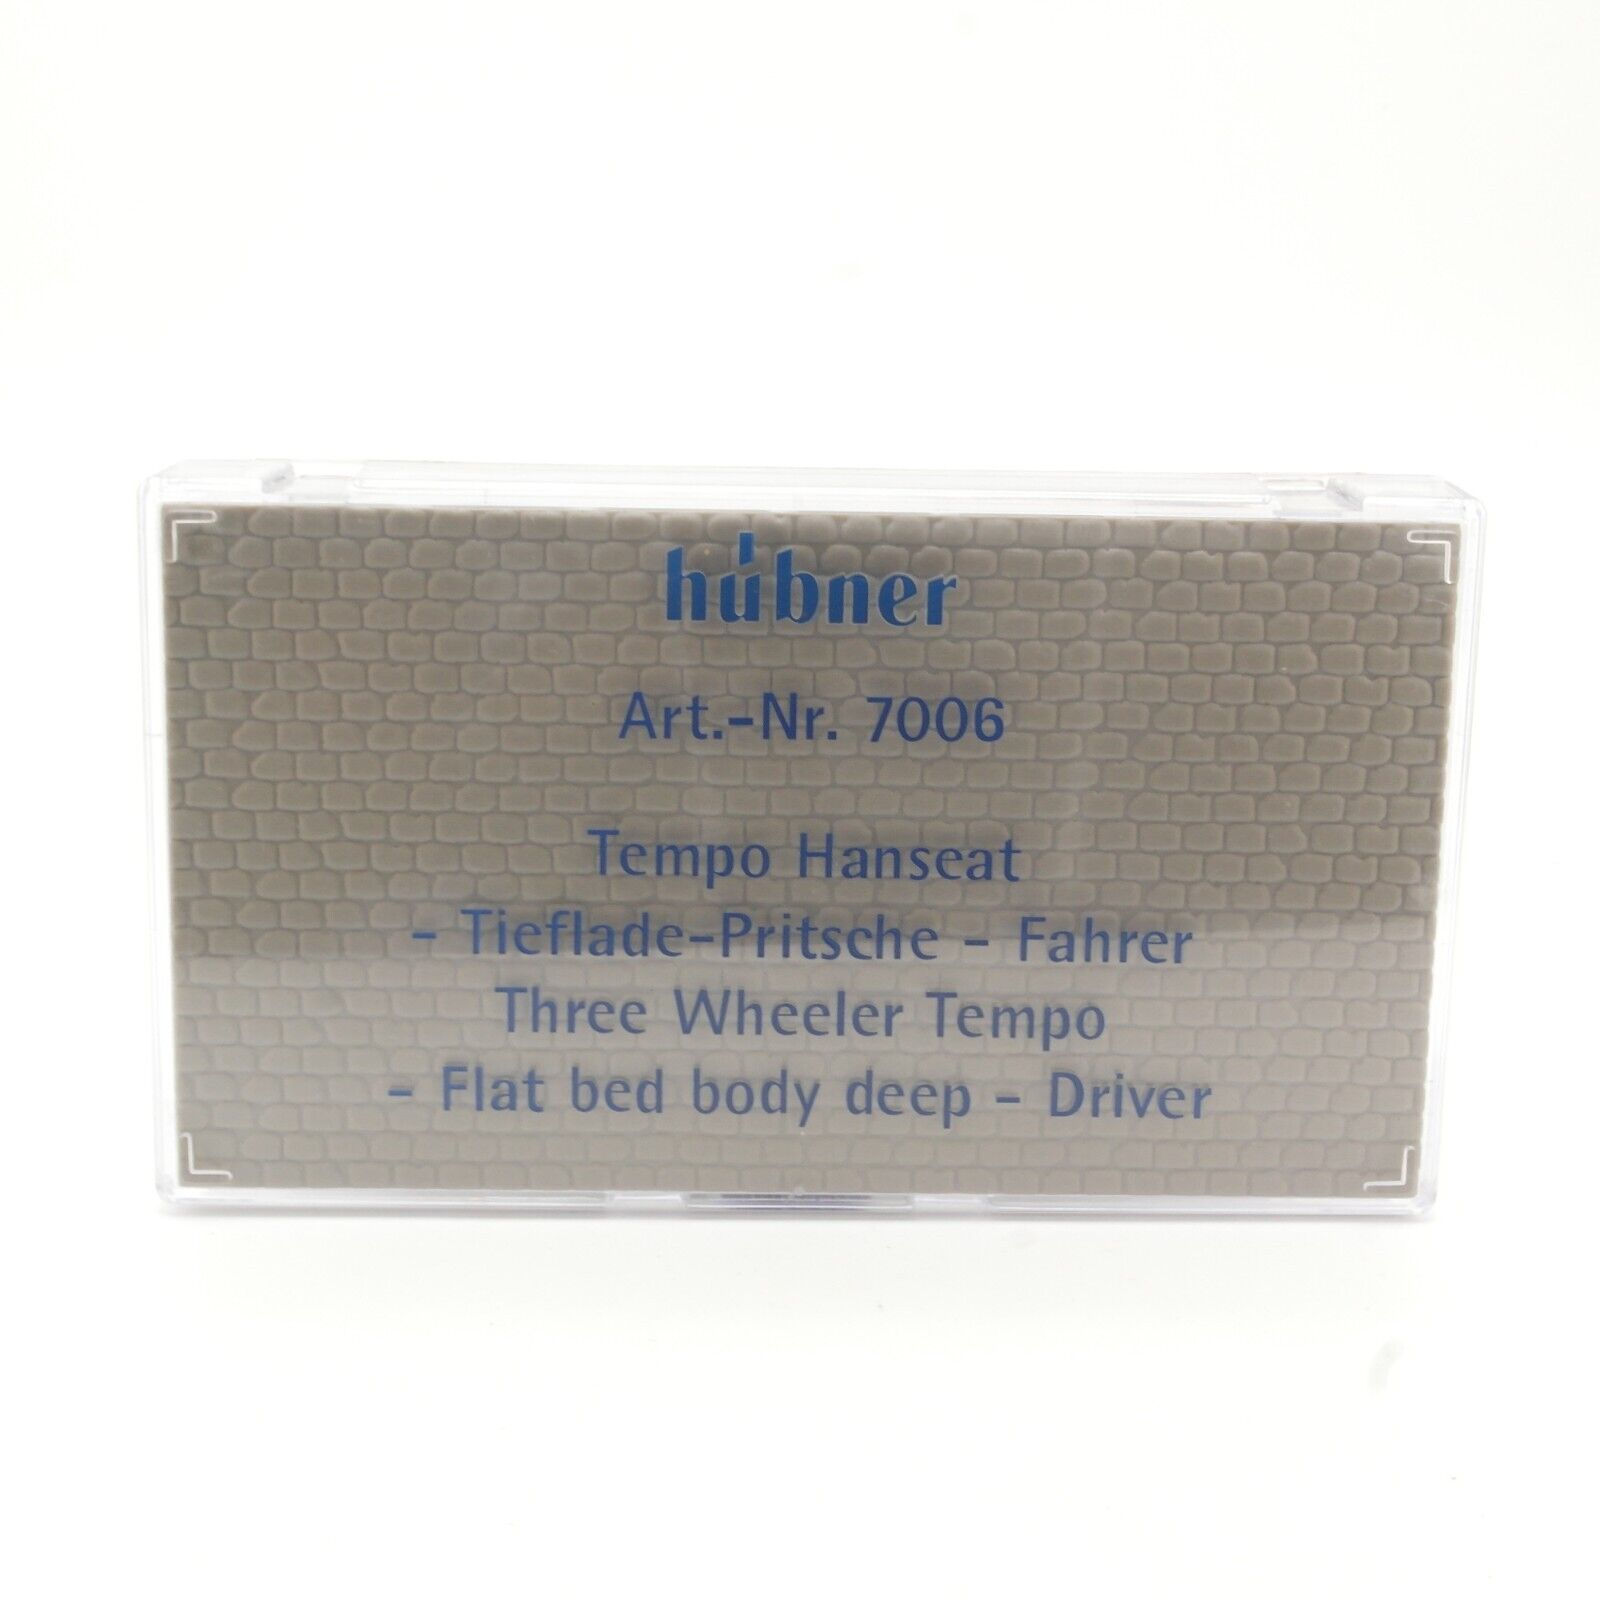 hübner
Art.-Nr. 7006
Tempo Hanseat
- Tieflade-Pritsche - Fahrer
Three Wheeler Tempo
- Flat bed body deep - Driver